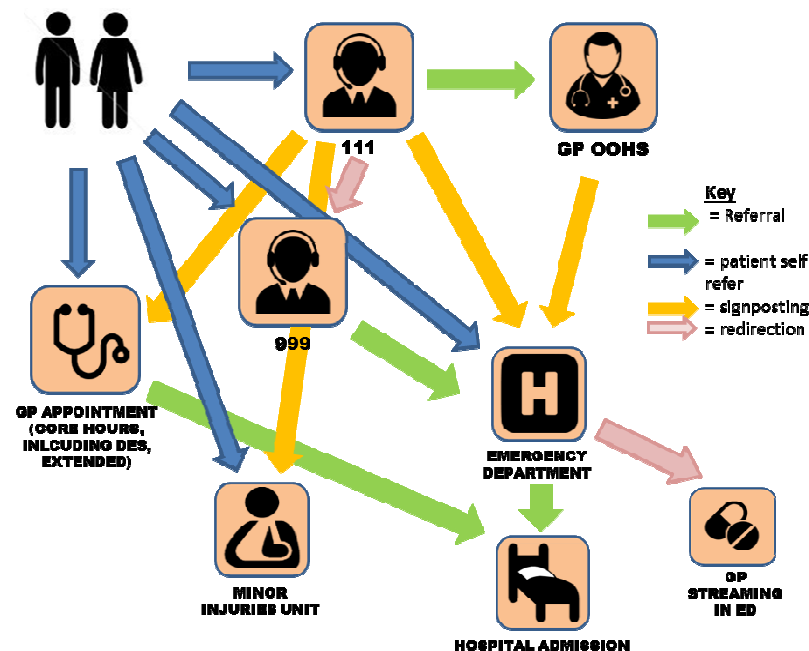 111
GP OOHS
Key
= Referral
= patient self
refer
= signposting
= redirection
999
GP APPOINTMENT
(CORE HOURS,
INLCUDING DES,
EXTENDED)
H
EMERGENCY
DEPARTMENT
MINOR
INJURIES UNIT
GP
STREAMING
IN ED
HOSPITAL ADMISSION